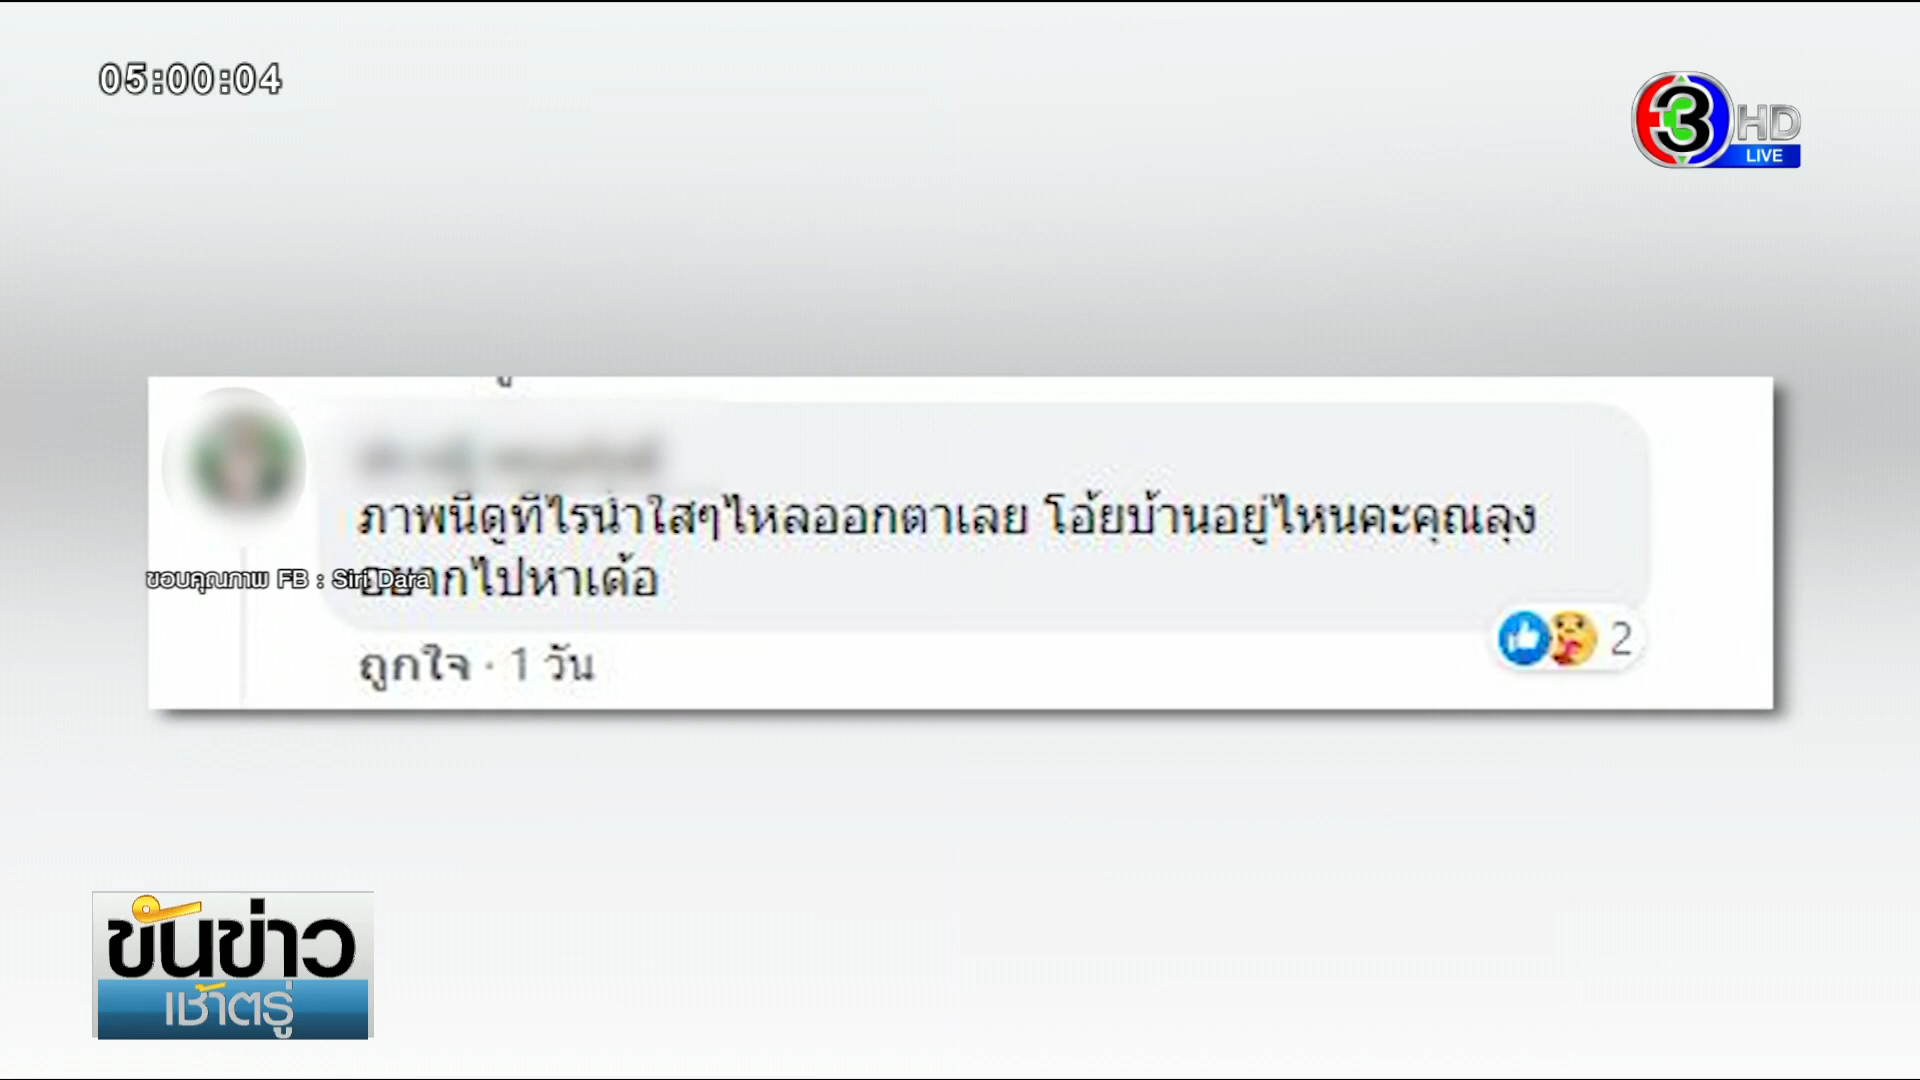 05:00:04
3 HD
LIVE
ภาพนี้ดูทีไรน้ำใสๆไหลออกตาเลย โอ้ยบ้านอยู่ไหนคะคุณลุง
อยากไปหาเด้อ
ขอบคุณภาพ FB : Siri Dara
ถูกใจ · 1 วัน
2
ขันข่าว
เช้าตรู่